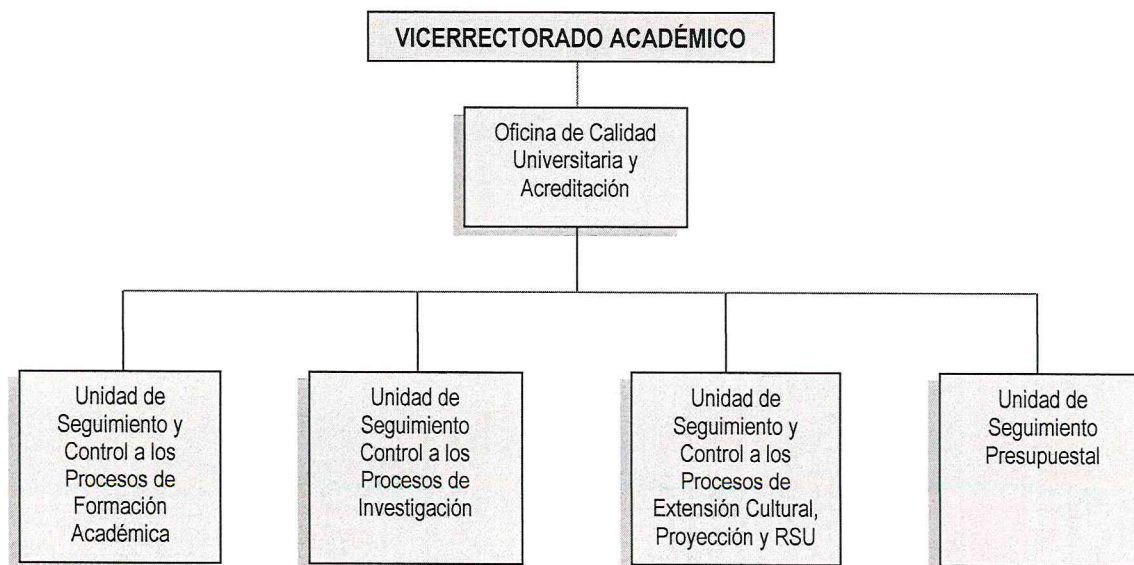 VICERRECTORADO ACADÉMICO
Oficina de Calidad
Universitaria y
Acreditación
Unidad de
Seguimiento y
Control a los
Procesos de
Formación
Académica
Unidad de
Seguimiento
Control a los
Procesos de
Investigación
Unidad de
Seguimiento y
Control a los
Procesos de
Extensión Cultural,
Proyección y RSU
Unidad de
Seguimiento
Presupuestal